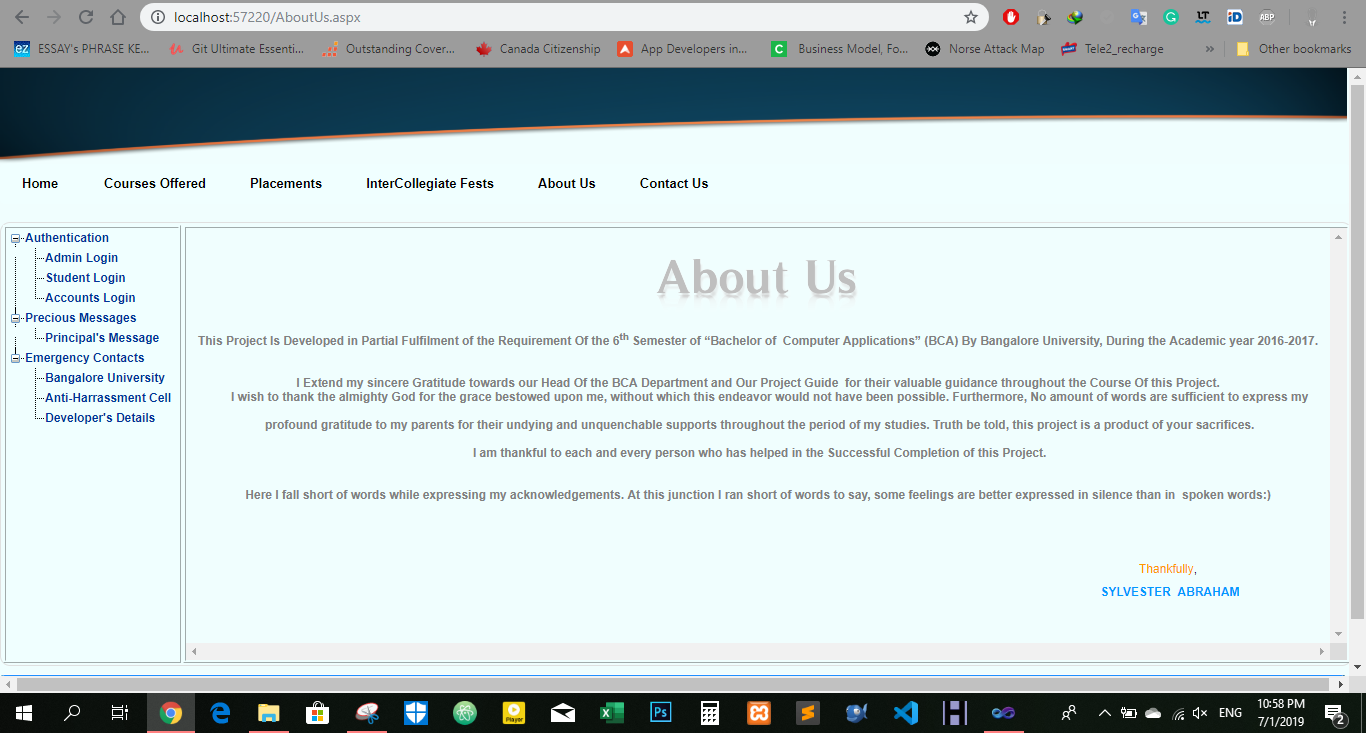 localhost:57220/AboutUs.aspx
ABP
ez ESSAY's PHRASE KE... Git Ultimate Essenti... Outstanding Cover... Canada Citizenship App Developers in... Business Model, Fo... Norse Attack Map Tele2_recharge » Other bookmarks
Home Courses Offered Placements InterCollegiate Fests About Us Contact Us
Authentication
Admin Login
Student Login
Accounts Login
Precious Messages
Principal's Message
Emergency Contacts
Bangalore University
Anti-Harrassment Cell
Developer's Details
About Us
This Project Is Developed in Partial Fulfilment of the Requirement Of the 6th Semester of “Bachelor of Computer Applications” (BCA) By Bangalore University, During the Academic year 2016-2017.
I Extend my sincere Gratitude towards our Head Of the BCA Department and Our Project Guide for their valuable guidance throughout the Course Of this Project.
I wish to thank the almighty God for the grace bestowed upon me, without which this endeavor would not have been possible. Furthermore, No amount of words are sufficient to express my
profound gratitude to my parents for their undying and unquenchable supports throughout the period of my studies. Truth be told, this project is a product of your sacrifices.
I am thankful to each and every person who has helped in the Successful Completion of this Project.
Here I fall short of words while expressing my acknowledgements. At this junction I ran short of words to say, some feelings are better expressed in silence than in spoken words:)
Thankfully,
SYLVESTER ABRAHAM
Player
Ps
ENG
10:58 PM
7/1/2019
2